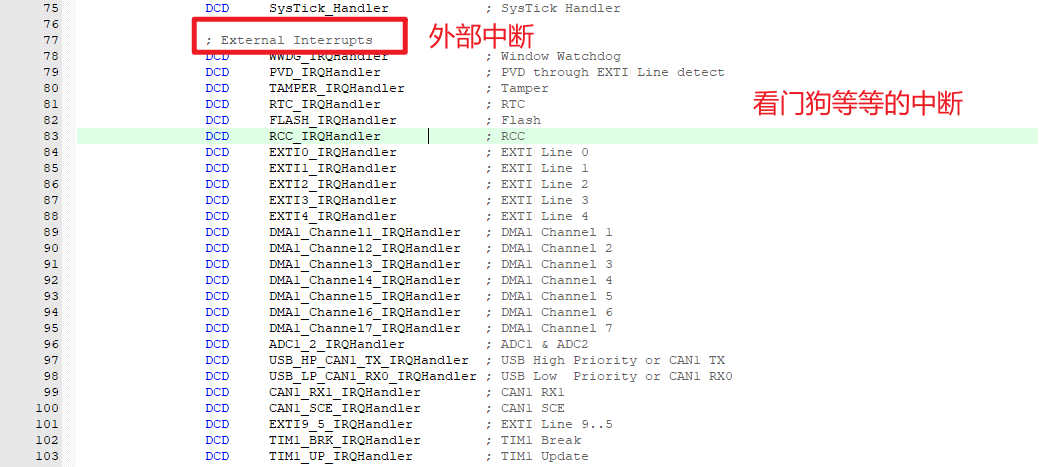 75 DCD SysTick_Handler ; SysTick Handler
76
77 ; External Interrupts 外部中断
78 DCD WWDG_IRQHandler ; Window Watchdog
79 DCD PVD_IRQHandler ; PVD through EXTI Line detect
80 DCD TAMPER_IRQHandler ; Tamper
81 DCD RTC_IRQHandler ; RTC 看门狗等等的中断
82 DCD FLASH_IRQHandler ; Flash
83 DCD RCC_IRQHandler ; RCC
84 DCD EXTI0_IRQHandler ; EXTI Line 0
85 DCD EXTI1_IRQHandler ; EXTI Line 1
86 DCD EXTI2_IRQHandler ; EXTI Line 2
87 DCD EXTI3_IRQHandler ; EXTI Line 3
88 DCD EXTI4_IRQHandler ; EXTI Line 4
89 DCD DMA1_Channel1_IRQHandler ; DMA1 Channel 1
90 DCD DMA1_Channel2_IRQHandler ; DMA1 Channel 2
91 DCD DMA1_Channel3_IRQHandler ; DMA1 Channel 3
92 DCD DMA1_Channel4_IRQHandler ; DMA1 Channel 4
93 DCD DMA1_Channel5_IRQHandler ; DMA1 Channel 5
94 DCD DMA1_Channel6_IRQHandler ; DMA1 Channel 6
95 DCD DMA1_Channel7_IRQHandler ; DMA1 Channel 7
96 DCD ADC1_2_IRQHandler ; ADC1 & ADC2
97 DCD USB_HP_CAN1_TX_IRQHandler ; USB High Priority or CAN1 TX
98 DCD USB_LP_CAN1_RX0_IRQHandler ; USB Low  Priority or CAN1 RX0
99 DCD CAN1_RX1_IRQHandler ; CAN1 RX1
100 DCD CAN1_SCE_IRQHandler ; CAN1 SCE
101 DCD EXTI9_5_IRQHandler ; EXTI Line 9..5
102 DCD TIM1_BRK_IRQHandler ; TIM1 Break
103 DCD TIM1_UP_IRQHandler ; TIM1 Update